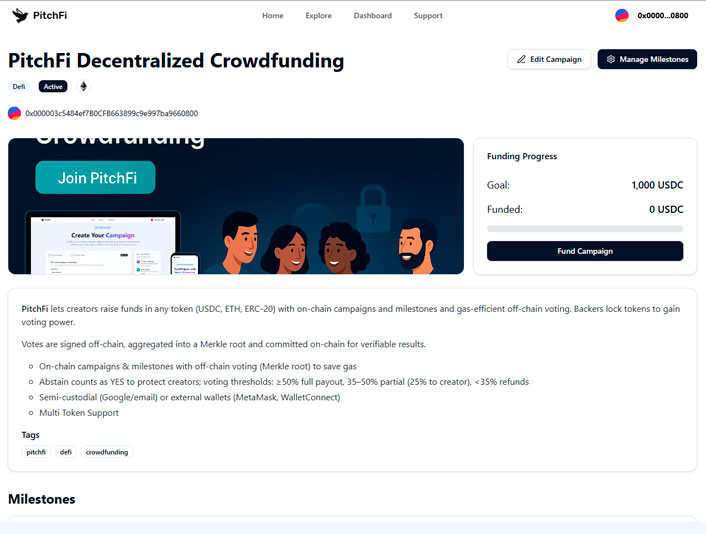 PitchFi
Home Explore Dashboard Support
0x0000...0800
PitchFi Decentralized Crowdfunding
Edit Campaign
Manage Milestones
Defi Active
0x000003c5484ef7B0CFB663899c9e997ba9660800
Crowdfunding
Join PitchFi
Create Your Campaign
Funding Progress
Goal: 1,000 USDC
Funded: 0 USDC
Fund Campaign
PitchFi lets creators raise funds in any token (USDC, ETH, ERC-20) with on-chain campaigns and milestones and gas-efficient off-chain voting. Backers lock tokens to gain
voting power.
Votes are signed off-chain, aggregated into a Merkle root and committed on-chain for verifiable results.
On-chain campaigns & milestones with off-chain voting (Merkle root) to save gas
Abstain counts as YES to protect creators; voting thresholds: ≥50% full payout, 35–50% partial (25% to creator), <35% refunds
Semi-custodial (Google/email) or external wallets (MetaMask, WalletConnect)
Multi Token Support
Tags
pitchfi defi crowdfunding
Milestones